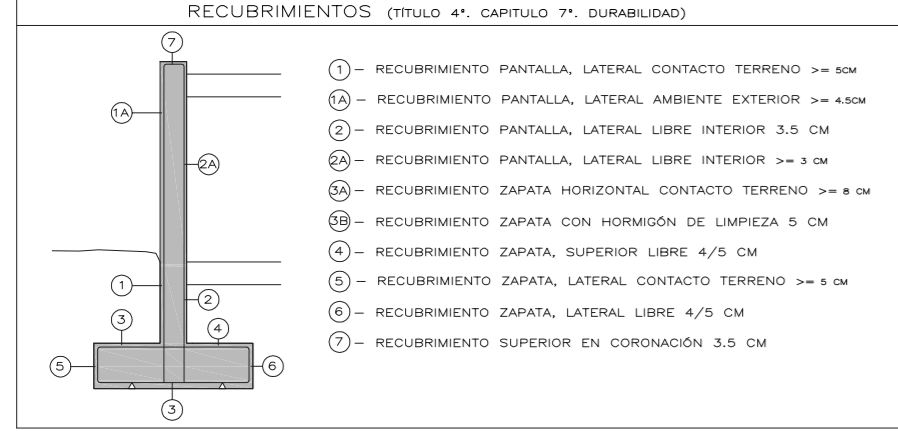 RECUBRIMIENTOS (TÍTULO 4º. CAPITULO 7º. DURABILIDAD)
7
1A
2A
1
2
3
4
5
6
3
1 – RECUBRIMIENTO PANTALLA, LATERAL CONTACTO TERRENO >= 5CM
1A – RECUBRIMIENTO PANTALLA, LATERAL AMBIENTE EXTERIOR >= 4.5CM
2 – RECUBRIMIENTO PANTALLA, LATERAL LIBRE INTERIOR 3.5 CM
2A – RECUBRIMIENTO PANTALLA, LATERAL LIBRE INTERIOR >= 3 CM
3A – RECUBRIMIENTO ZAPATA HORIZONTAL CONTACTO TERRENO >= 8 CM
3B – RECUBRIMIENTO ZAPATA CON HORMIGÓN DE LIMPIEZA 5 CM
4 – RECUBRIMIENTO ZAPATA, SUPERIOR LIBRE 4/5 CM
5 – RECUBRIMIENTO ZAPATA, LATERAL CONTACTO TERRENO >= 5 CM
6 – RECUBRIMIENTO ZAPATA, LATERAL LIBRE 4/5 CM
7 – RECUBRIMIENTO SUPERIOR EN CORONACIÓN 3.5 CM